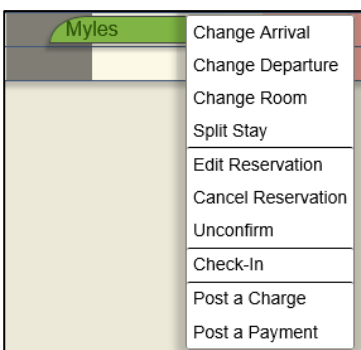 Myles
Change Arrival
Change Departure
Change Room
Split Stay
Edit Reservation
Cancel Reservation
Unconfirm
Check-In
Post a Charge
Post a Payment